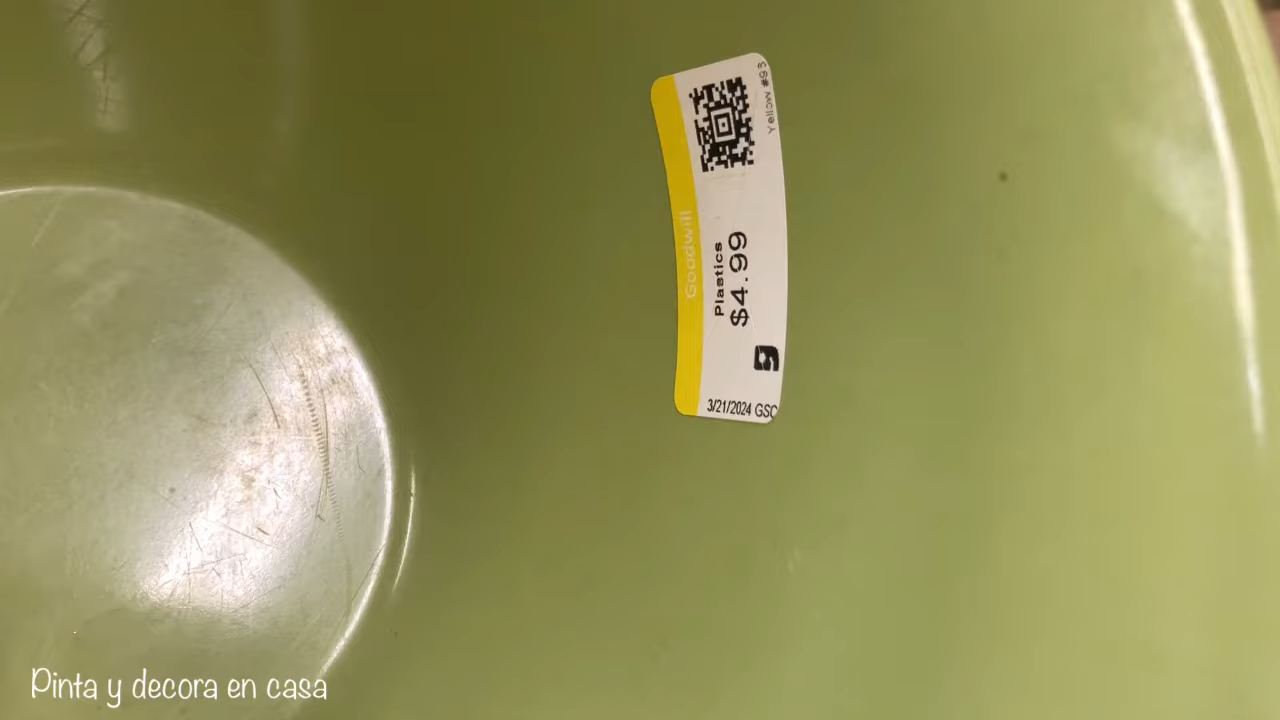 Goodwill
Plastics
$4.99
Yellow #93
3/21/2024 GSC
Pinta y decora en casa